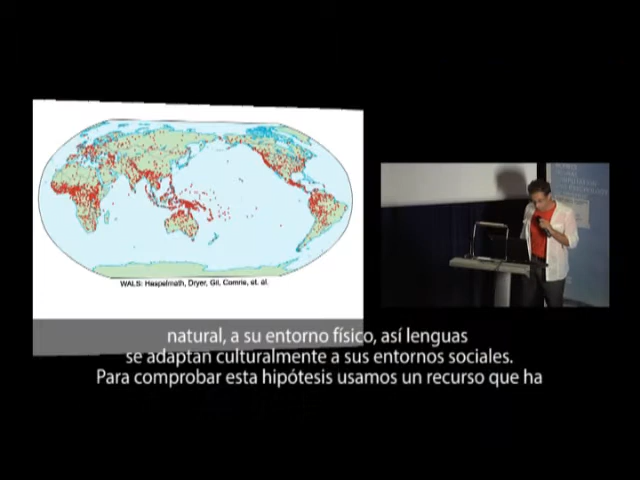 WALS: Haspelmath, Dryer, Gil, Comrie, et. al.
natural, a su entorno físico, así lenguas
se adaptan culturalmente a sus entornos sociales.
Para comprobar esta hipótesis usamos un recurso que ha